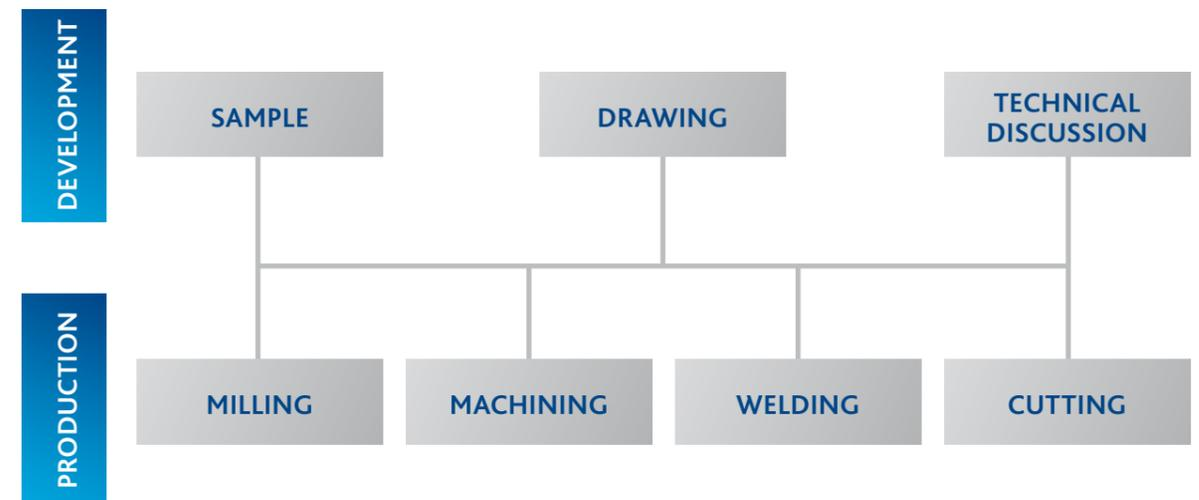 DEVELOPMENT
SAMPLE
DRAWING
TECHNICAL
DISCUSSION
PRODUCTION
MILLING
MACHINING
WELDING
CUTTING